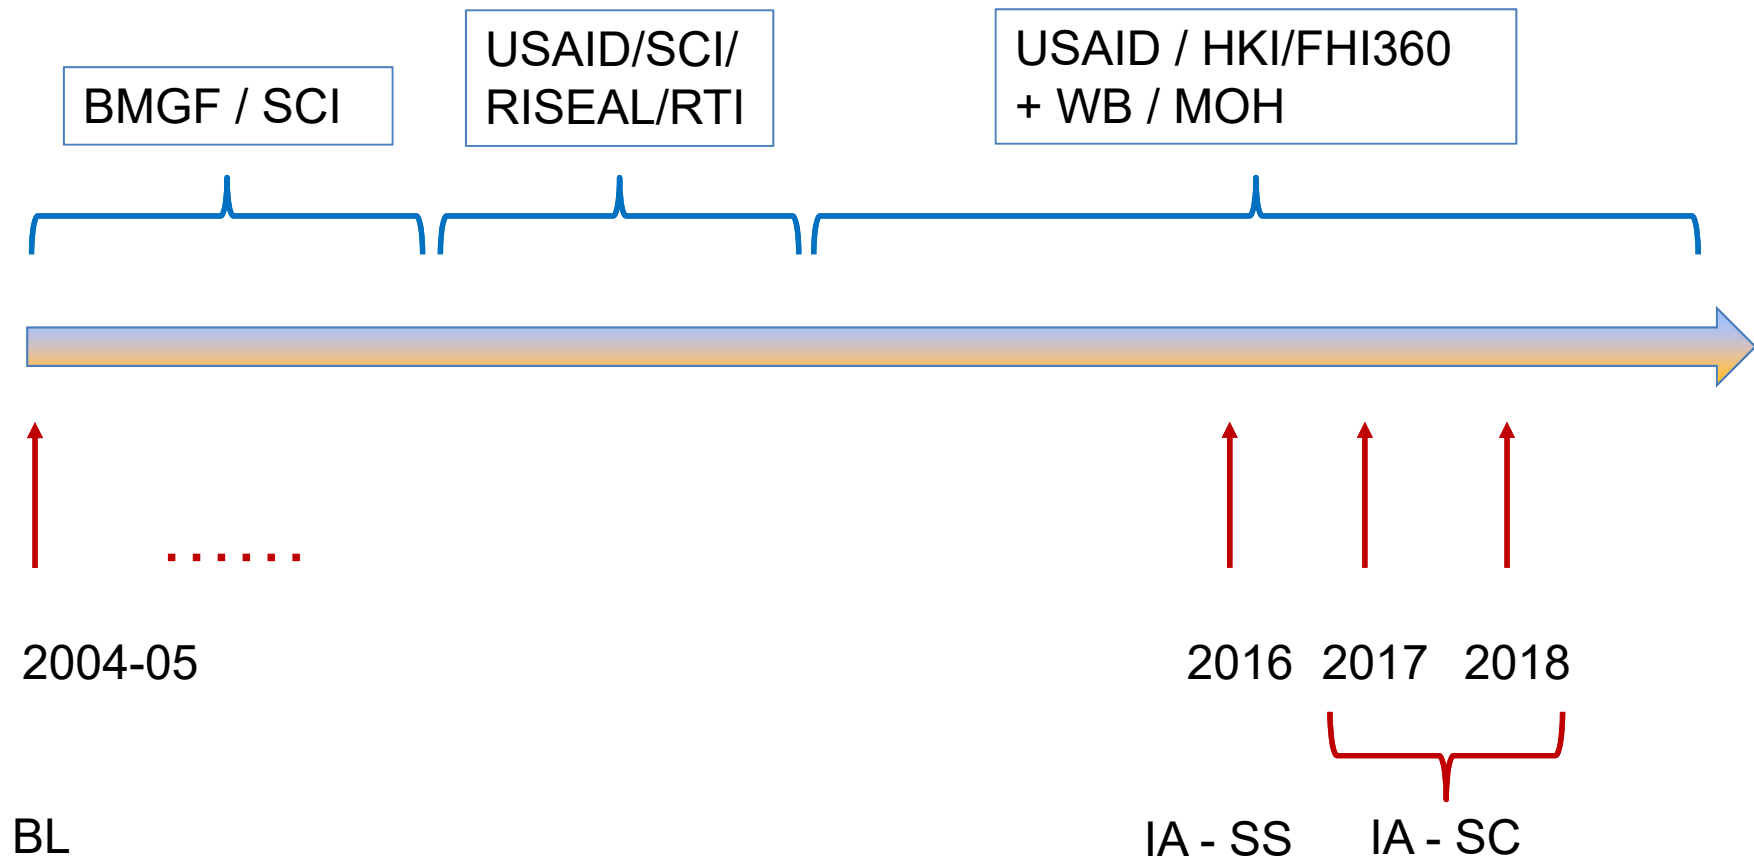 BMGF / SCI
USAID/SCI/
RISEAL/RTI
USAID / HKI/FHI360
+ WB / MOH
......
2004-05
2016
2017
2018
BL
IA - SS
IA - SC